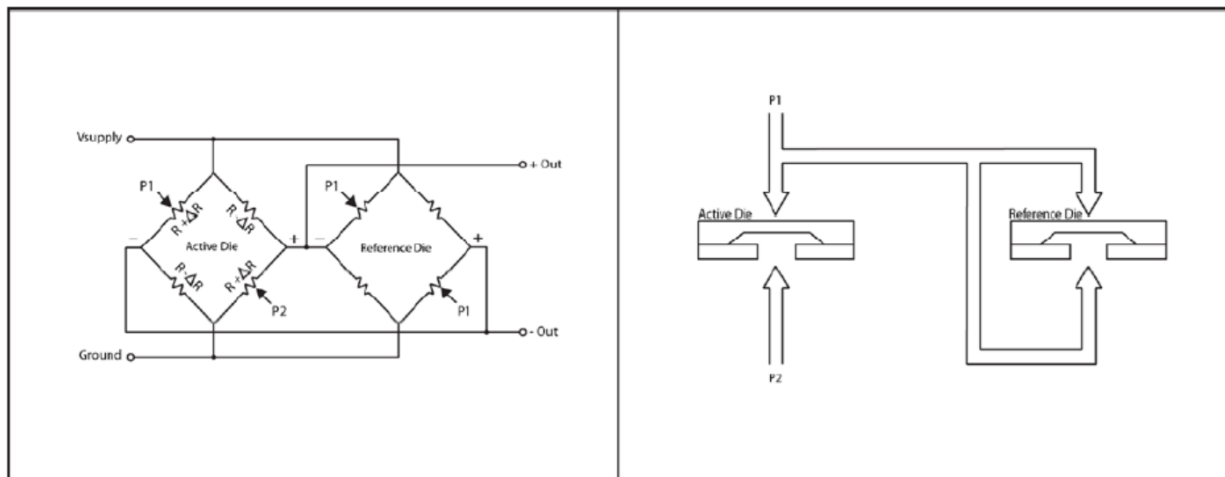 Vsupply
+ Out
P1
P1
R +ΔR
R-ΔR
− Active Die +
− Reference Die +
R-ΔR
R +ΔR
P2
P1
- Out
Ground
P1
Active Die
Reference Die
P2